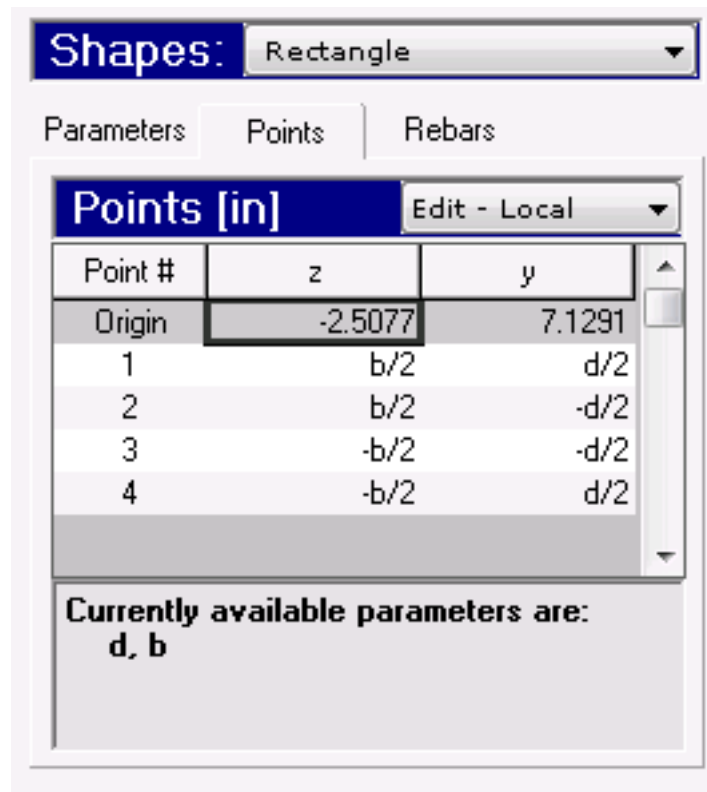 Shapes: Rectangle
Parameters Points Rebars
Points [in] Edit - Local
Point # z y
Origin -2.5077 7.1291
1 b/2 d/2
2 b/2 -d/2
3 -b/2 -d/2
4 -b/2 d/2
Currently available parameters are:
d, b